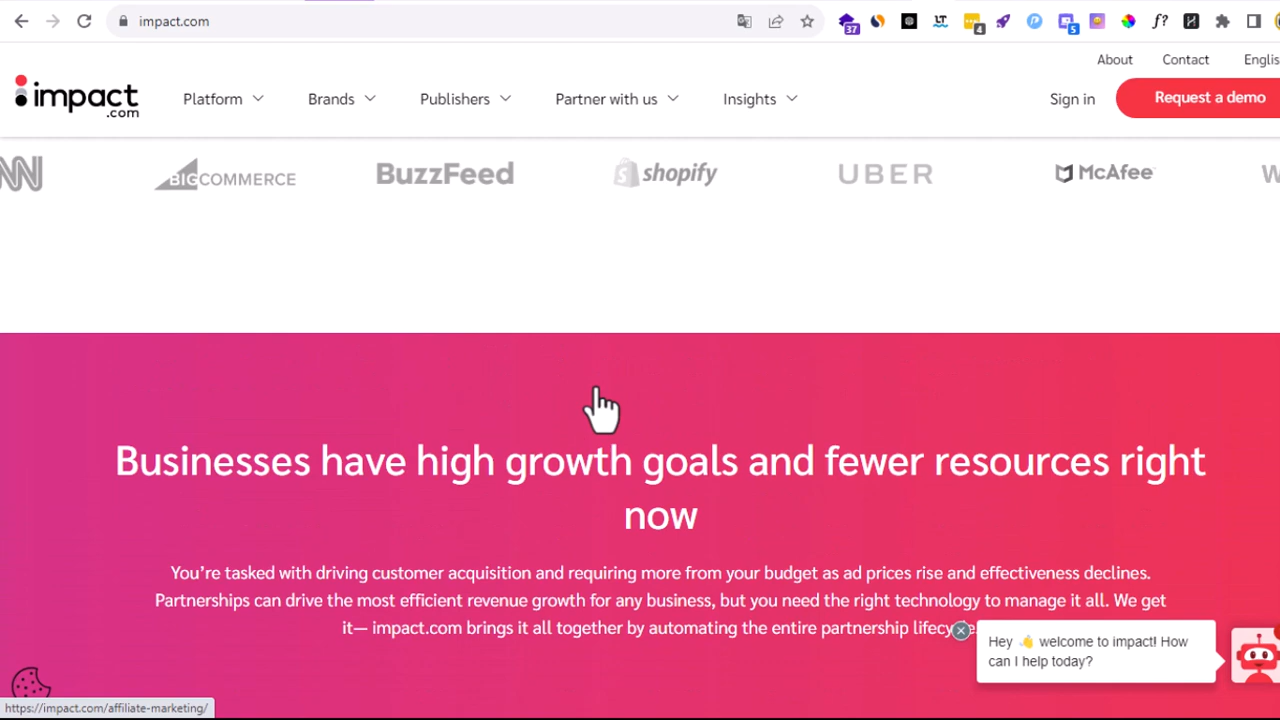 impact.com
37
4
5
f?
About Contact Englis
impact
.com
Platform Brands Publishers Partner with us Insights Sign in Request a demo
NN BIGCOMMERCE BuzzFeed shopify UBER McAfee W
Businesses have high growth goals and fewer resources right
now
You're tasked with driving customer acquisition and requiring more from your budget as ad prices rise and effectiveness declines.
Partnerships can drive the most efficient revenue growth for any business, but you need the right technology to manage it all. We get
it— impact.com brings it all together by automating the entire partnership lifecy
Hey 👋 welcome to impact! How
can I help today?
https://impact.com/affiliate-marketing/